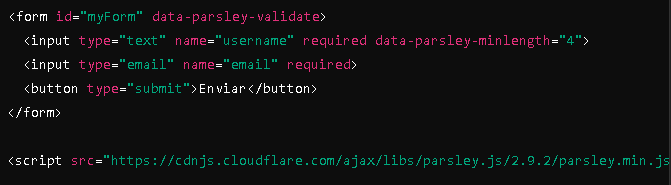 <form id="myForm" data-parsley-validate>
<input type="text" name="username" required data-parsley-minlength="4">
<input type="email" name="email" required>
<button type="submit">Enviar</button>
</form>
<script src="https://cdnjs.cloudflare.com/ajax/libs/parsley.js/2.9.2/parsley.min.js